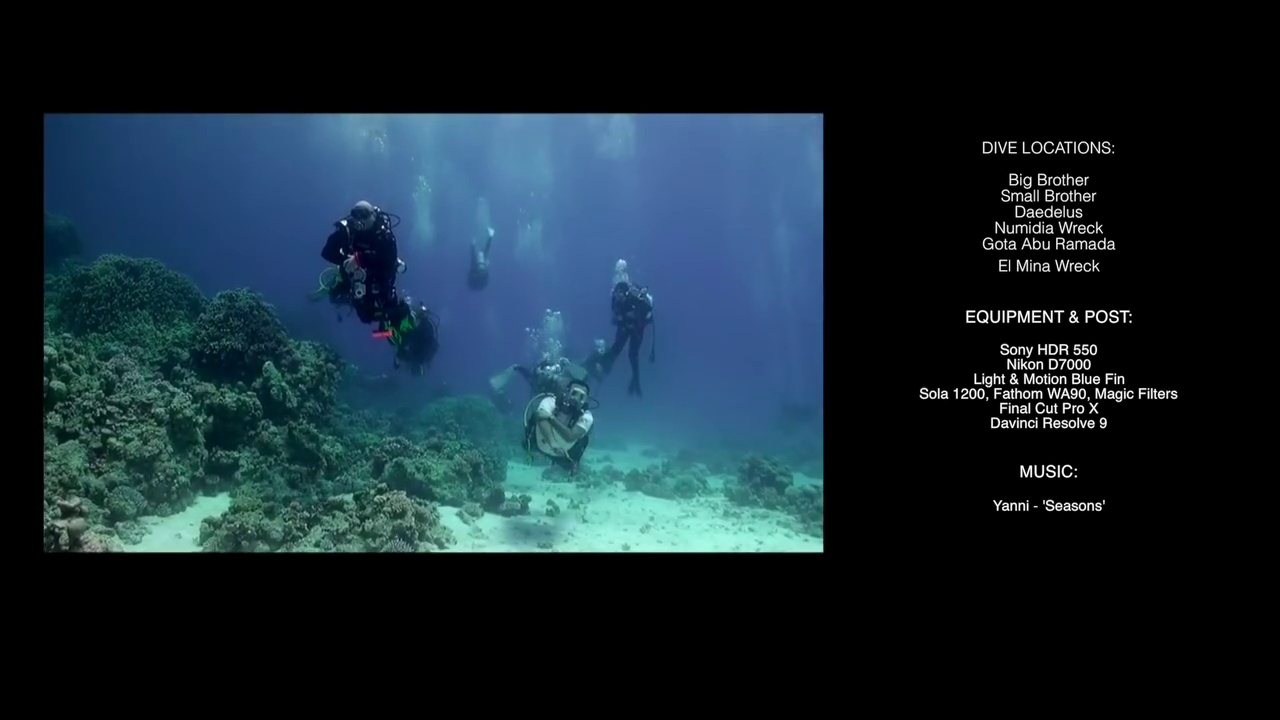 DIVE LOCATIONS:
Big Brother
Small Brother
Daedelus
Numidia Wreck
Gota Abu Ramada
El Mina Wreck
EQUIPMENT & POST:
Sony HDR 550
Nikon D7000
Light & Motion Blue Fin
Sola 1200, Fathom WA90, Magic Filters
Final Cut Pro X
Davinci Resolve 9
MUSIC:
Yanni - 'Seasons'